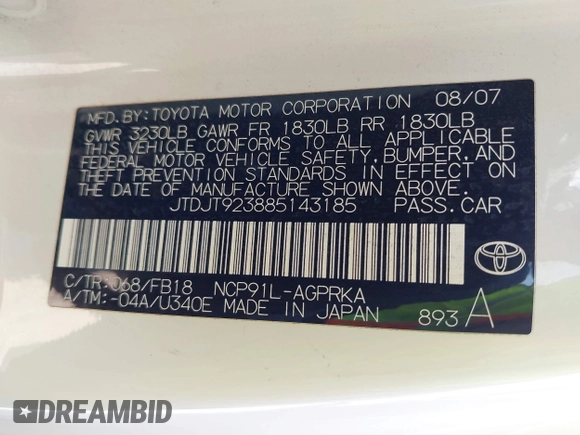 MFD.BY:TOYOTA MOTOR CORPORATION 08/07
GVWR 3230LB GAWR FR 1830LB RR 1830LB
THIS VEHICLE CONFORMS TO ALL APPLICABLE
FEDERAL MOTOR VEHICLE SAFETY,BUMPER,AND
THEFT PREVENTION STANDARDS IN EFFECT ON
THE DATE OF MANUFACTURE SHOWN ABOVE.
JTDJT923885143185 PASS.CAR
C/TR:068/FB18 NCP91L-AGPRKA
A/TM:-04A/U340E MADE IN JAPAN 893 A
TOYOTA
DREAMBID